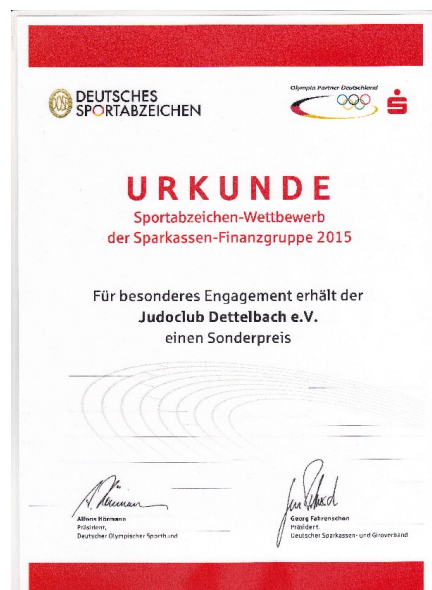 DOSB
DEUTSCHES
SPORTABZEICHEN
Olympia Partner Deutschland
URKUNDE
Sportabzeichen-Wettbewerb
der Sparkassen-Finanzgruppe 2015
Für besonderes Engagement erhält der
Judoclub Dettelbach e.V.
einen Sonderpreis
Alfons Hörmann
Präsident,
Deutscher Olympischer Sportbund
Georg Fahrenschon
Präsident,
Deutscher Sparkassen- und Giroverband